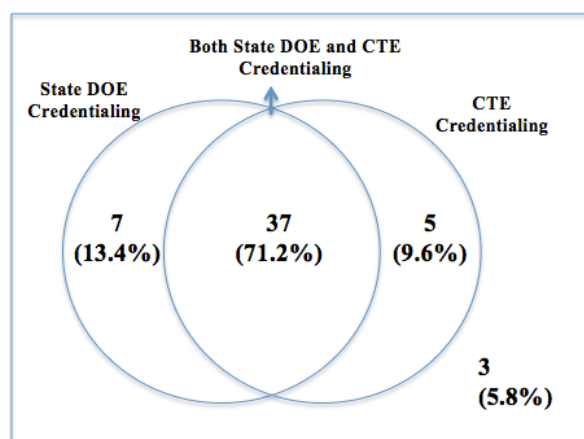 Both State DOE and CTE
Credentialing
State DOE
Credentialing
CTE
Credentialing
7
(13.4%)
37
(71.2%)
5
(9.6%)
3
(5.8%)